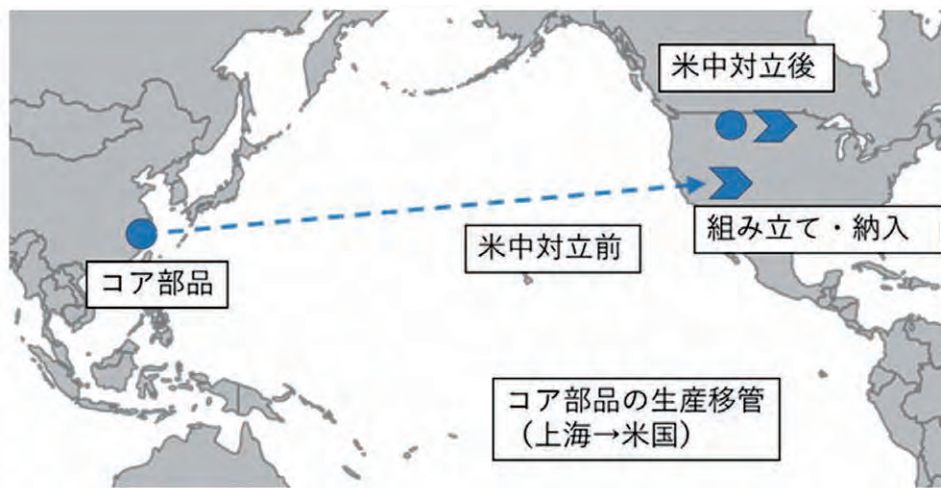 米中対立後
組み立て・納入
米中対立前
コア部品
コア部品の生産移管
（上海→米国）